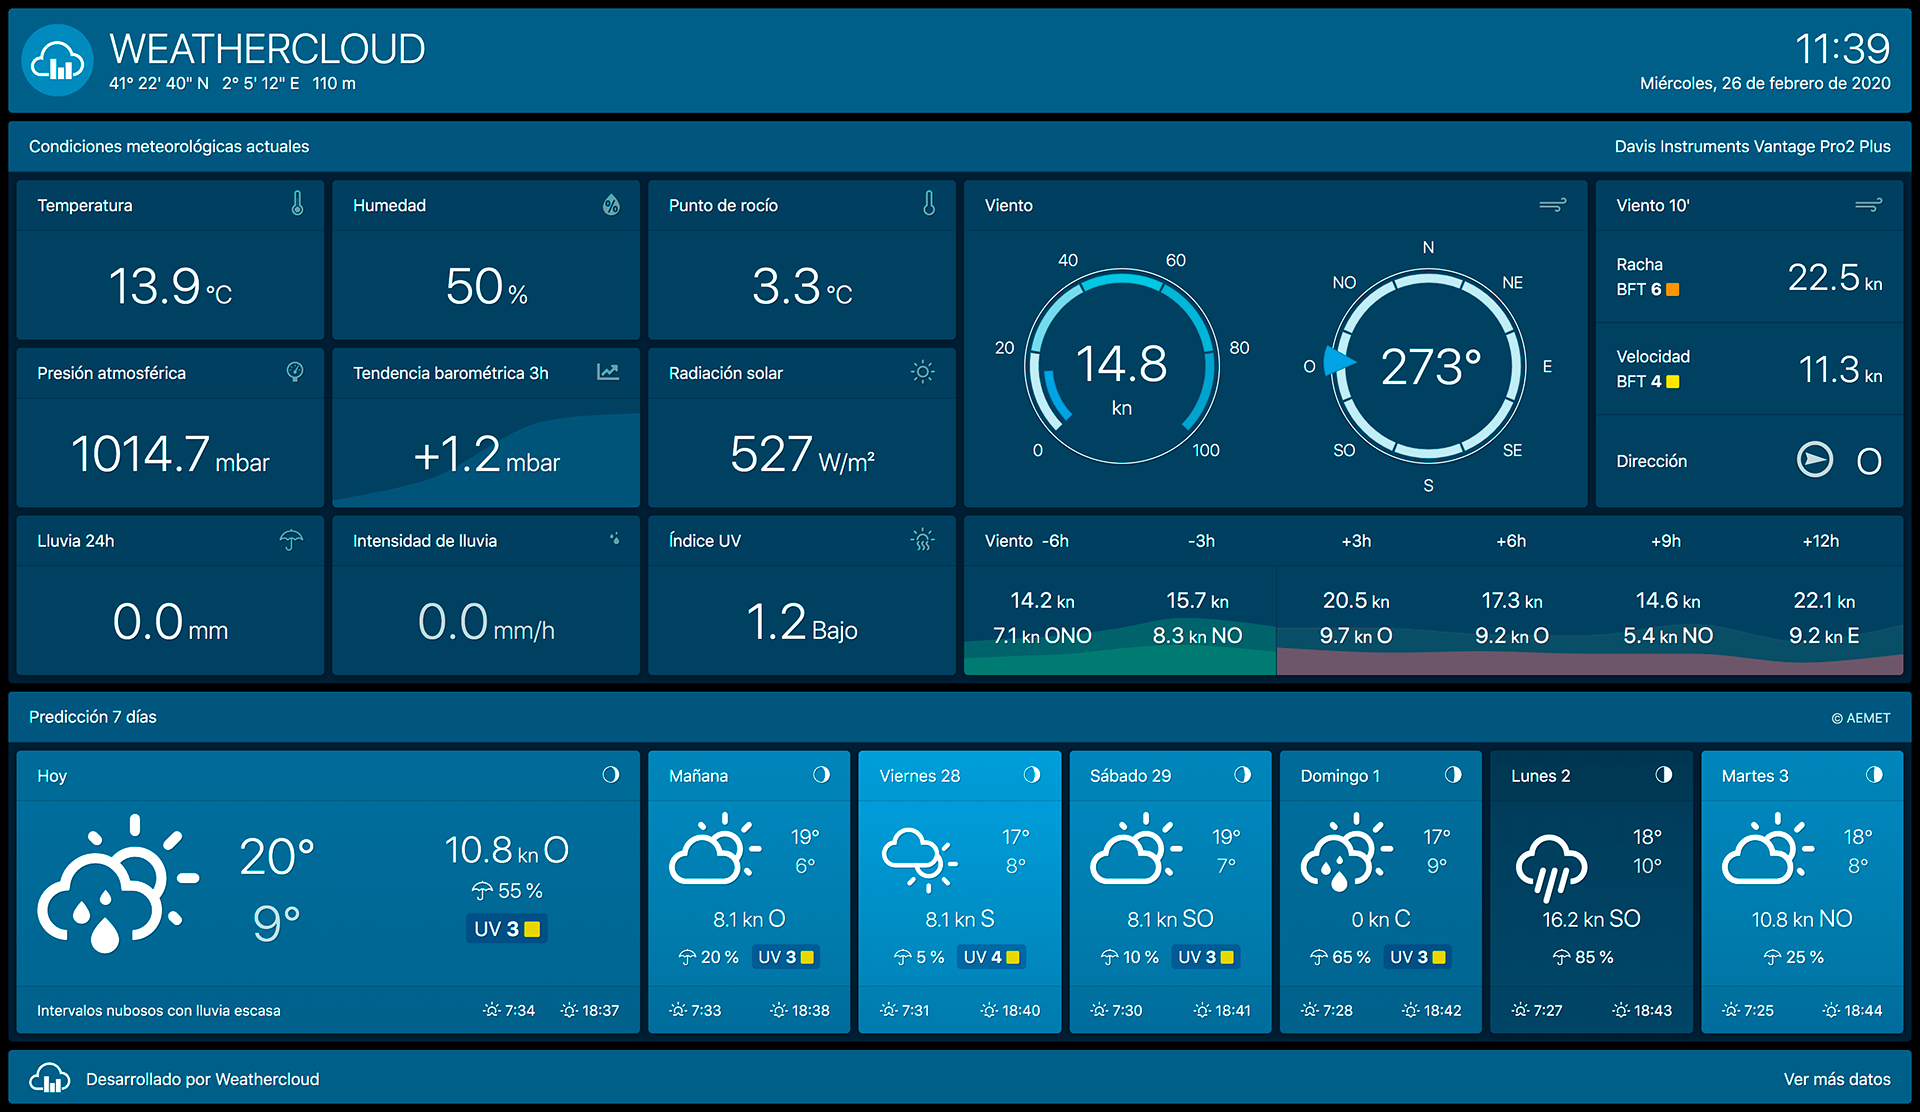 WEATHERCLOUD
41° 22' 40" N 2° 5' 12" E 110 m
11:39
Miércoles, 26 de febrero de 2020
Condiciones meteorológicas actuales
Davis Instruments Vantage Pro2 Plus
Temperatura
13.9 °C
Humedad
50 %
Punto de rocío
3.3 °C
Presión atmosférica
1014.7 mbar
Tendencia barométrica 3h
+1.2 mbar
Radiación solar
527 W/m²
Lluvia 24h
0.0 mm
Intensidad de lluvia
0.0 mm/h
Índice UV
1.2 Bajo
Viento
0
20
40
60
80
100
14.8
kn
N
NE
E
SE
S
SO
O
NO
273°
Viento 10'
Racha
BFT 6
22.5 kn
Velocidad
BFT 4
11.3 kn
Dirección
O
Viento -6h -3h +3h +6h +9h +12h
14.2 kn 15.7 kn 20.5 kn 17.3 kn 14.6 kn 22.1 kn
7.1 kn ONO 8.3 kn NO 9.7 kn O 9.2 kn O 5.4 kn NO 9.2 kn E
Predicción 7 días
© AEMET
Hoy
20°
9°
10.8 kn O
55 %
UV 3
Intervalos nubosos con lluvia escasa
7:34 18:37
Mañana
19°
6°
8.1 kn O
20 % UV 3
7:33 18:38
Viernes 28
17°
8°
8.1 kn S
5 % UV 4
7:31 18:40
Sábado 29
19°
7°
8.1 kn SO
10 % UV 3
7:30 18:41
Domingo 1
17°
9°
0 kn C
65 % UV 3
7:28 18:42
Lunes 2
18°
10°
16.2 kn SO
85 %
7:27 18:43
Martes 3
18°
8°
10.8 kn NO
25 %
7:25 18:44
Desarrollado por Weathercloud
Ver más datos